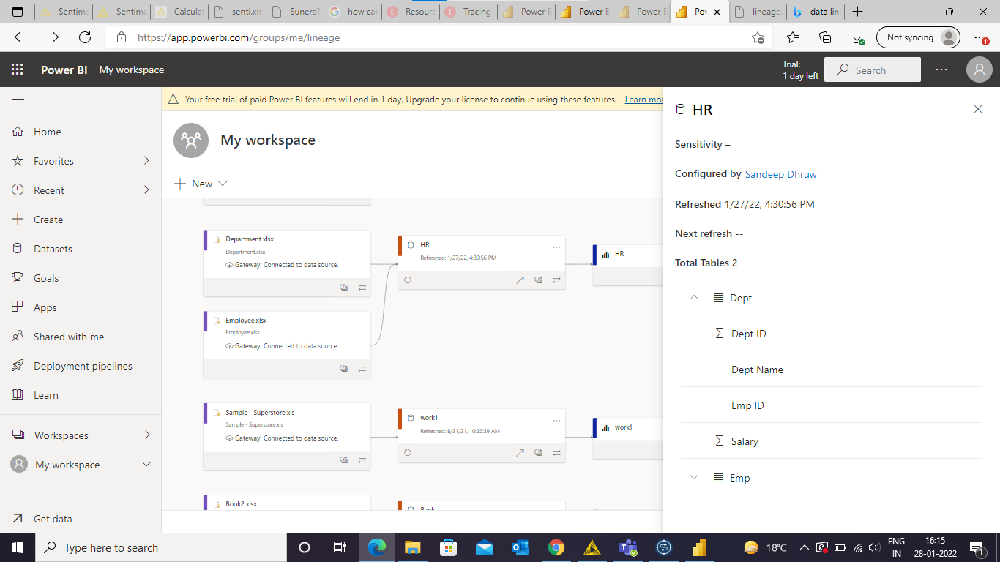 Sentime
Sentime
Calculat
senti.xm
SuneraT
how can
Resourc
Tracing
Power B
Power B
Power B
Pov
lineage.
data line
https://app.powerbi.com/groups/me/lineage
Not syncing
Power BI
My workspace
Trial:
1 day left
Search
Home
Favorites
Recent
Create
Datasets
Goals
Apps
Shared with me
Deployment pipelines
Learn
Workspaces
My workspace
Get data
Your free trial of paid Power BI features will end in 1 day. Upgrade your license to continue using these features. Learn mor
My workspace
New
Department.xlsx
Department.xlsx
Gateway: Connected to data source.
HR
Refreshed: 1/27/22, 4:30:56 PM
HR
Employee.xlsx
Employee.xlsx
Gateway: Connected to data source.
Sample - Superstore.xls
Sample - Superstore.xls
Gateway: Connected to data source.
work1
Refreshed: 8/31/21, 10:26:39 AM
work1
Book2.xlsx
Bank
HR
Sensitivity –
Configured by Sandeep Dhruw
Refreshed 1/27/22, 4:30:56 PM
Next refresh --
Total Tables 2
Dept
Dept ID
Dept Name
Emp ID
Salary
Emp
Type here to search
18°C
ENG
IN
16:15
28-01-2022
1